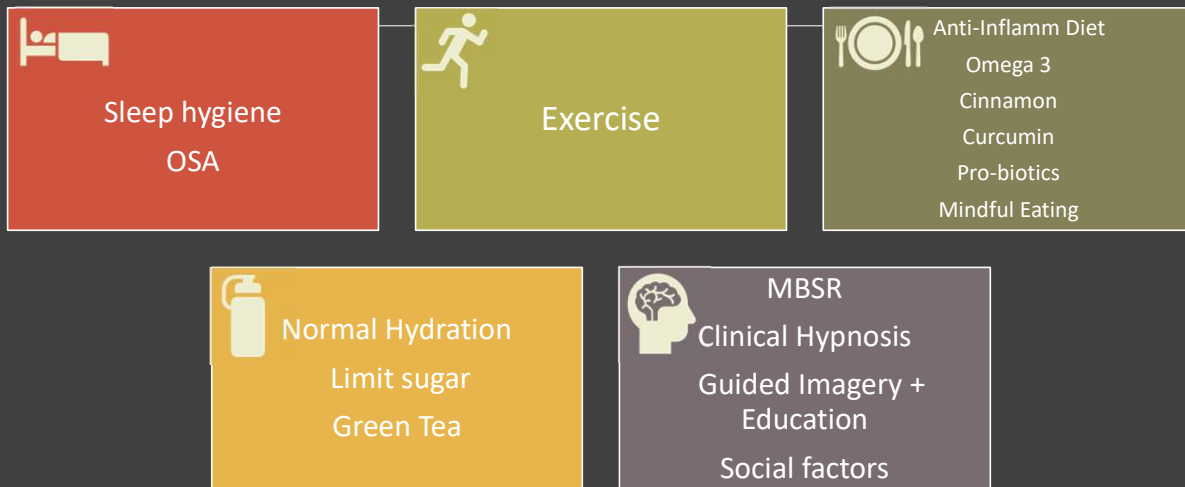 Sleep hygiene
OSA
Exercise
Anti-Inflamm Diet
Omega 3
Cinnamon
Curcumin
Pro-biotics
Mindful Eating
Normal Hydration
Limit sugar
Green Tea
MBSR
Clinical Hypnosis
Guided Imagery +
Education
Social factors